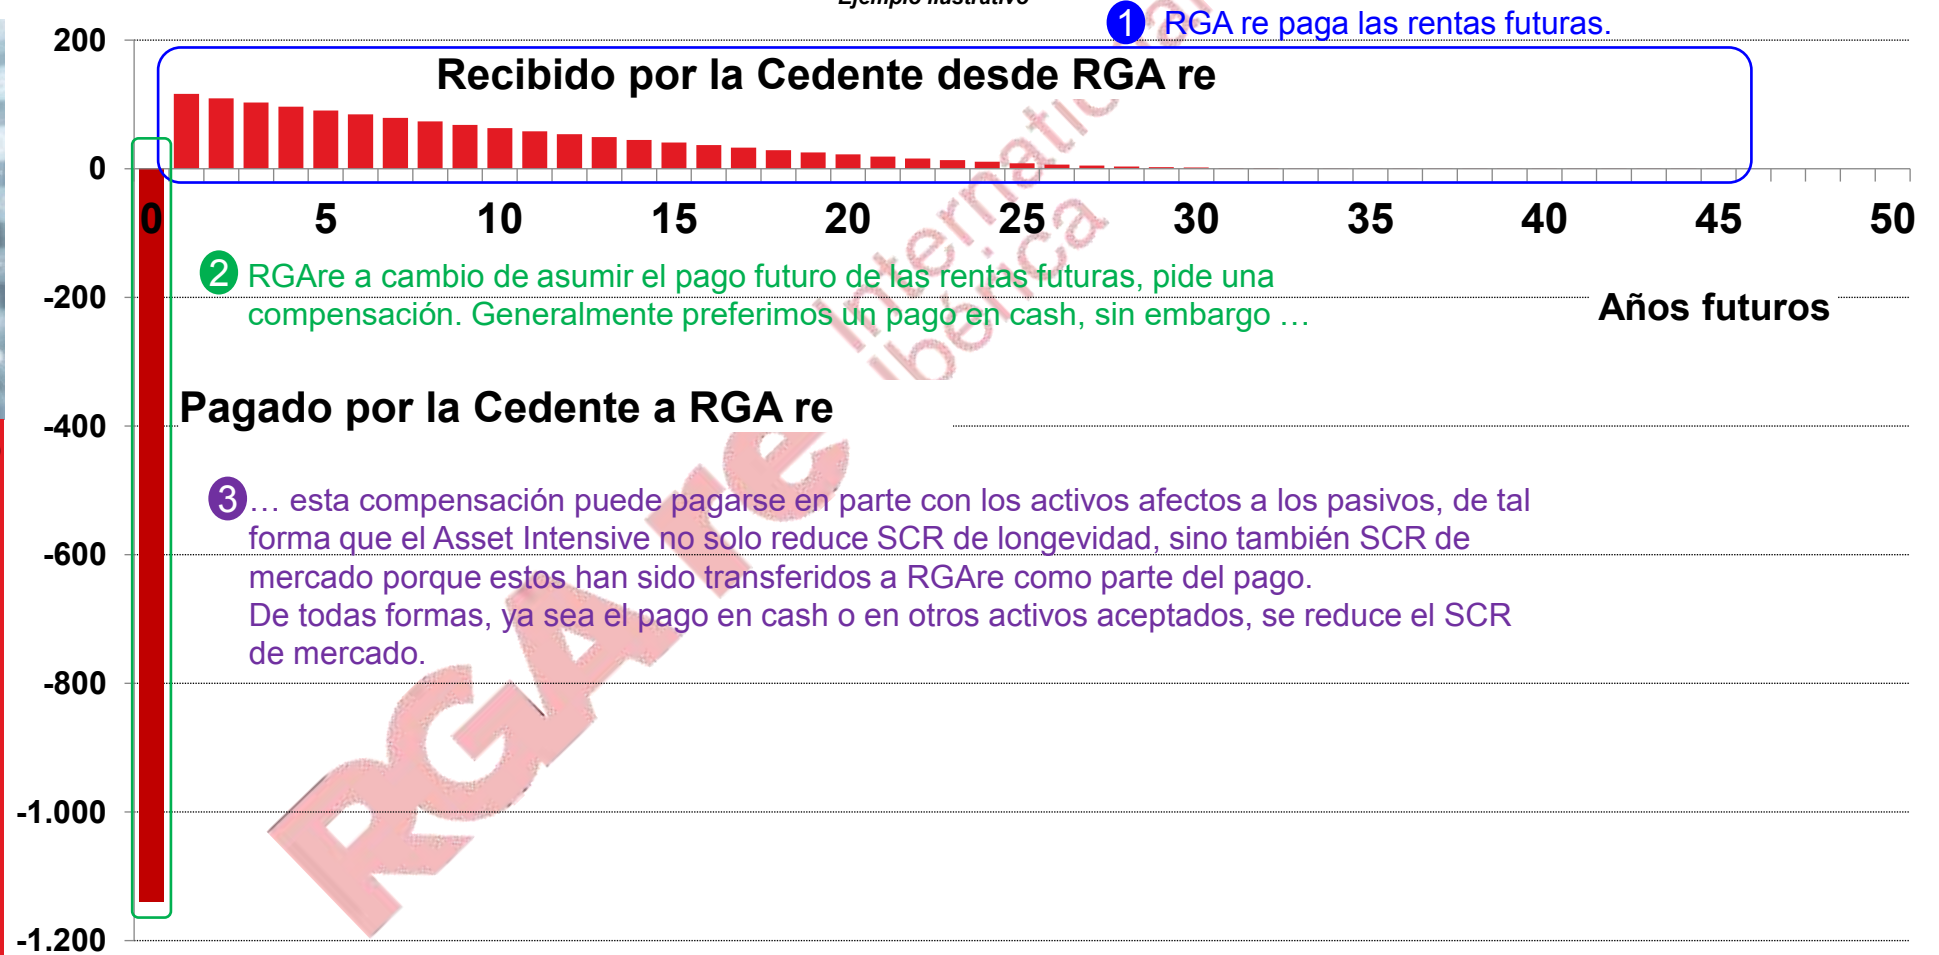 Ejemplo Ilustrativo
1 RGA re paga las rentas futuras.
200
Recibido por la Cedente desde RGA re
0
0 5 10 15 20 25 30 35 40 45 50
2 RGAre a cambio de asumir el pago futuro de las rentas futuras, pide una
compensación. Generalmente preferimos un pago en cash, sin embargo …
-200
Años futuros
Pagado por la Cedente a RGA re
-400
3 … esta compensación puede pagarse en parte con los activos afectos a los pasivos, de tal
forma que el Asset Intensive no solo reduce SCR de longevidad, sino también SCR de
-600
mercado porque estos han sido transferidos a RGAre como parte del pago.
De todas formas, ya sea el pago en cash o en otros activos aceptados, se reduce el SCR
de mercado.
-800
-1.000
-1.200
RGA re
International
Ibérica